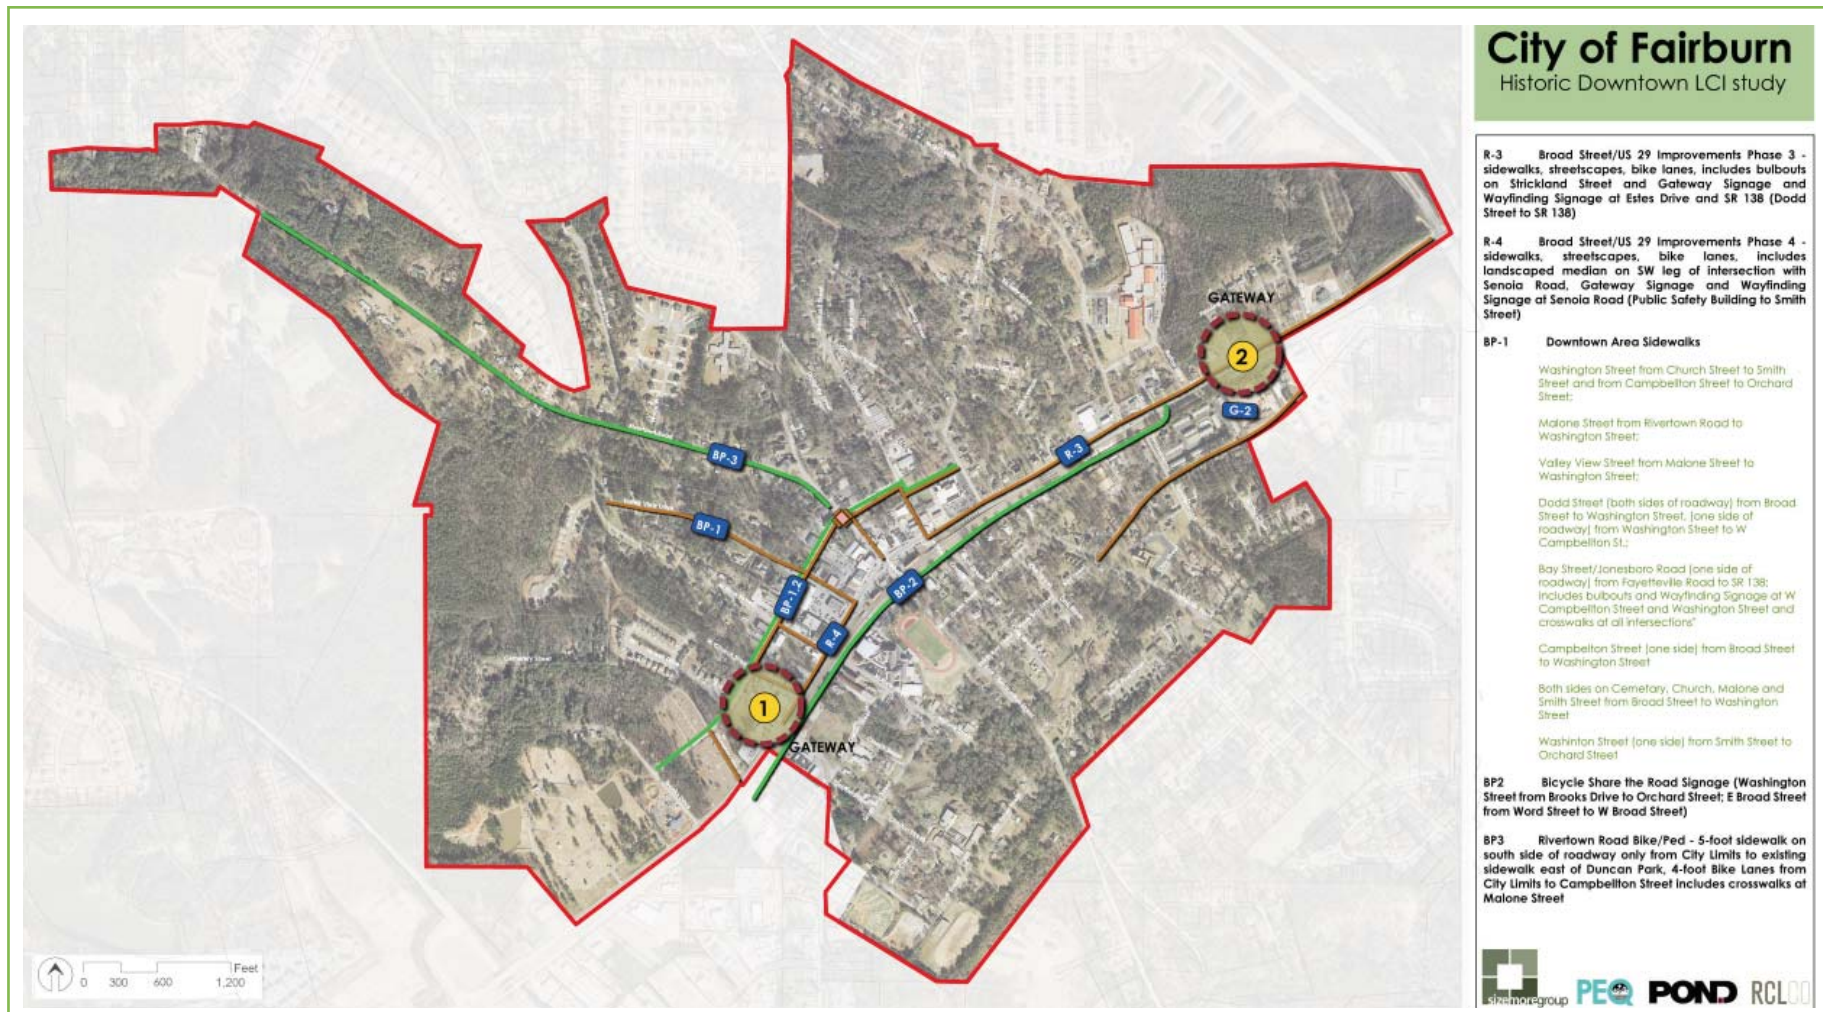 City of Fairburn
Historic Downtown LCI study
R-3 Broad Street/US 29 Improvements Phase 3 -
sidewalks, streetscapes, bike lanes, includes bulbouts
on Strickland Street and Gateway Signage and
Wayfinding Signage at Estes Drive and SR 138 (Dodd
Street to SR 138)
R-4 Broad Street/US 29 Improvements Phase 4 -
sidewalks, streetscapes, bike lanes, includes
landscaped median on SW leg of intersection with
Senoia Road, Gateway Signage and Wayfinding
Signage at Senoia Road (Public Safety Building to Smith
Street)
BP-1 Downtown Area Sidewalks
Washington Street from Church Street to Smith
Street and from Campbellton Street to Orchard
Street;
Malone Street from Rivertown Road to
Washington Street;
Valley View Street from Malone Street to
Washington Street;
Dodd Street (both sides of roadway) from Broad
Street to Washington Street, (one side of
roadway) from Washington Street to W
Campbellton St.;
Bay Street/Jonesboro Road (one side of
roadway) from Fayetteville Road to SR 138;
includes bulbouts and Wayfinding Signage at W
Campbellton Street and Washington Street and
crosswalks at all intersections"
Campbelton Street (one side) from Broad Street
to Washington Street
Both sides on Cemetary, Church, Malone and
Smith Street from Broad Street to Washington
Street
Washinton Street (one side) from Smith Street to
Orchard Street
BP2 Bicycle Share the Road Signage (Washington
Street from Brooks Drive to Orchard Street; E Broad Street
from Word Street to W Broad Street)
BP3 Rivertown Road Bike/Ped - 5-foot sidewalk on
south side of roadway only from City Limits to existing
sidewalk east of Duncan Park, 4-foot Bike Lanes from
City Limits to Campbellton Street includes crosswalks at
Malone Street
GATEWAY
2
G-2
R-3
BP-3
BP-1
BP-1,2
BP-2
R-4
1
GATEWAY
Feet
0 300 600 1,200
sizemoregroup PEQ POND RCLCO